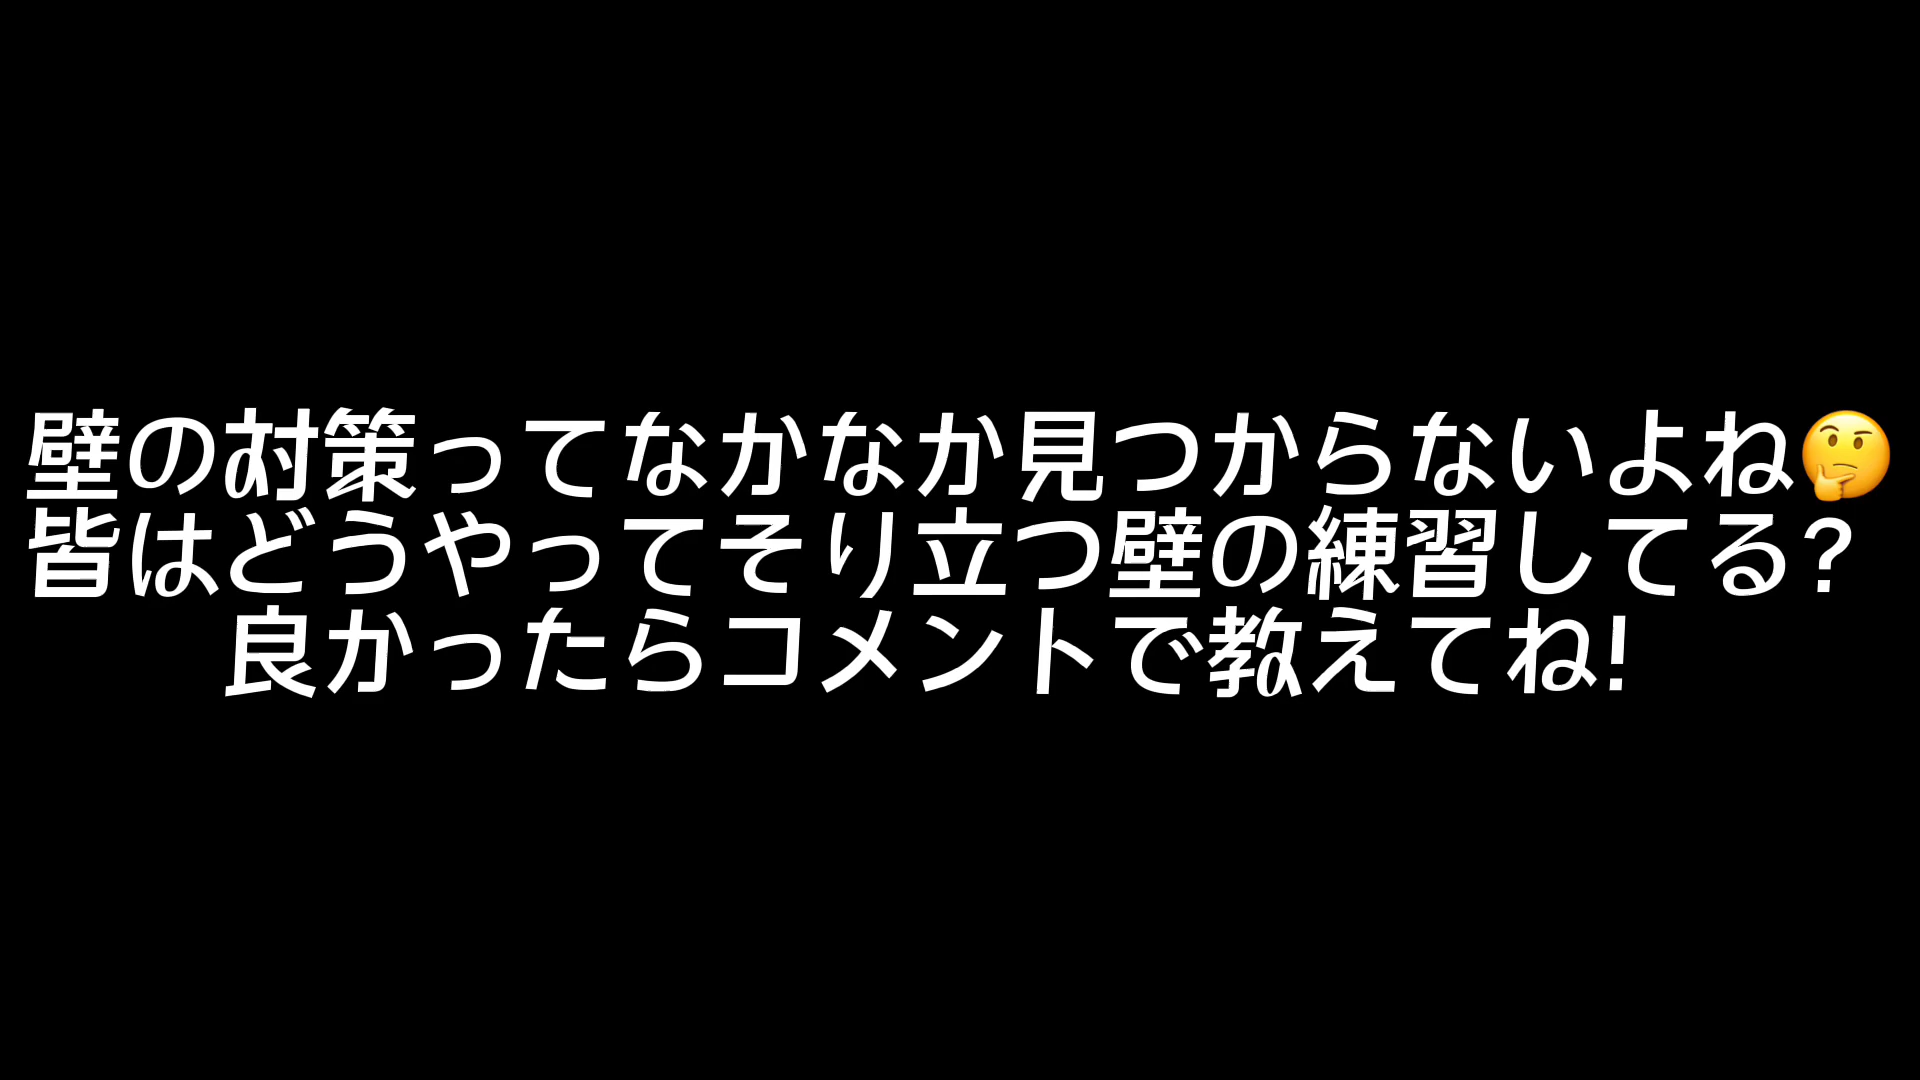 壁の対策ってなかなか見つからないよね🤔
皆はどうやってそり立つ壁の練習してる?
良かったらコメントで教えてね!